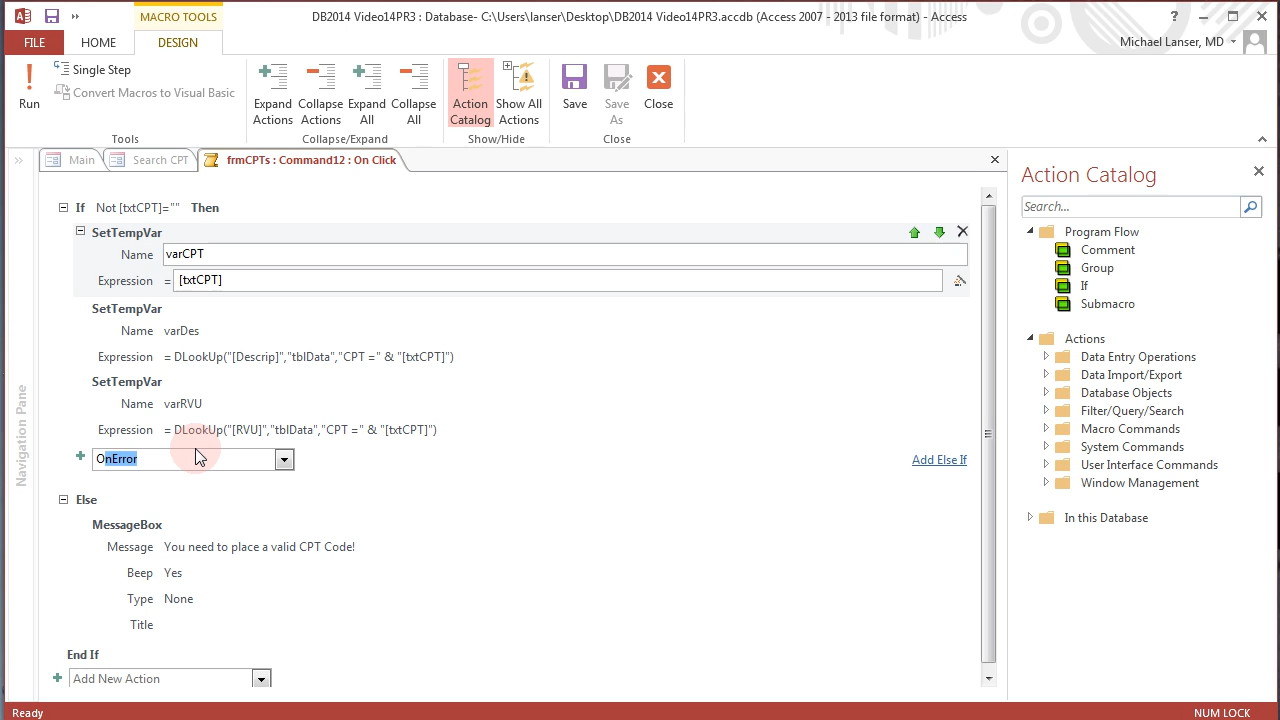 MACRO TOOLS
DB2014 Video14PR3 : Database- C:\Users\lanser\Desktop\DB2014 Video14PR3.accdb (Access 2007 - 2013 file format) - Access
?
FILE
HOME
DESIGN
Michael Lanser, MD
Run
Single Step
Convert Macros to Visual Basic
Expand Actions
Collapse Actions
Expand All
Collapse All
Action Catalog
Show All Actions
Save
Save As
Close
Tools
Collapse/Expand
Show/Hide
Close
Main
Search CPT
frmCPTs : Command12 : On Click
Navigation Pane
If Not [txtCPT]="" Then
SetTempVar
Name varCPT
Expression = [txtCPT]
SetTempVar
Name varDes
Expression = DLookUp("[Descrip]","tblData","CPT =" & "[txtCPT]")
SetTempVar
Name varRVU
Expression = DLookUp("[RVU]","tblData","CPT =" & "[txtCPT]")
OnError
Add Else If
Else
MessageBox
Message You need to place a valid CPT Code!
Beep Yes
Type None
Title
End If
Add New Action
Action Catalog
Search...
Program Flow
Comment
Group
If
Submacro
Actions
Data Entry Operations
Data Import/Export
Database Objects
Filter/Query/Search
Macro Commands
System Commands
User Interface Commands
Window Management
In this Database
Ready
NUM LOCK